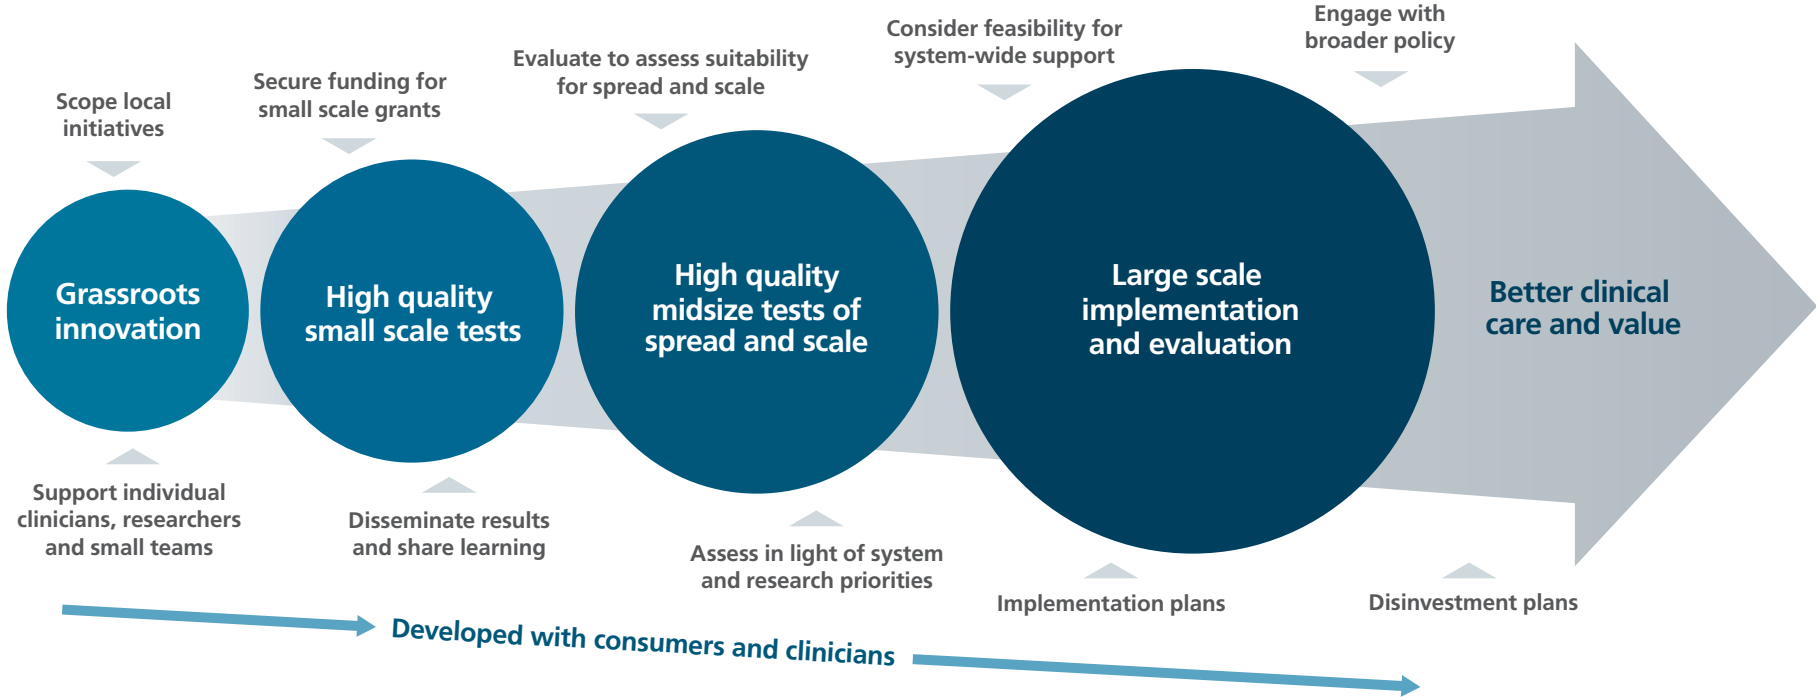 Scope local
initiatives
Secure funding for
small scale grants
Evaluate to assess suitability
for spread and scale
Consider feasibility for
system-wide support
Engage with
broader policy
Grassroots
innovation
High quality
small scale tests
High quality
midsize tests of
spread and scale
Large scale
implementation
and evaluation
Better clinical
care and value
Support individual
clinicians, researchers
and small teams
Disseminate results
and share learning
Assess in light of system
and research priorities
Implementation plans
Disinvestment plans
Developed with consumers and clinicians